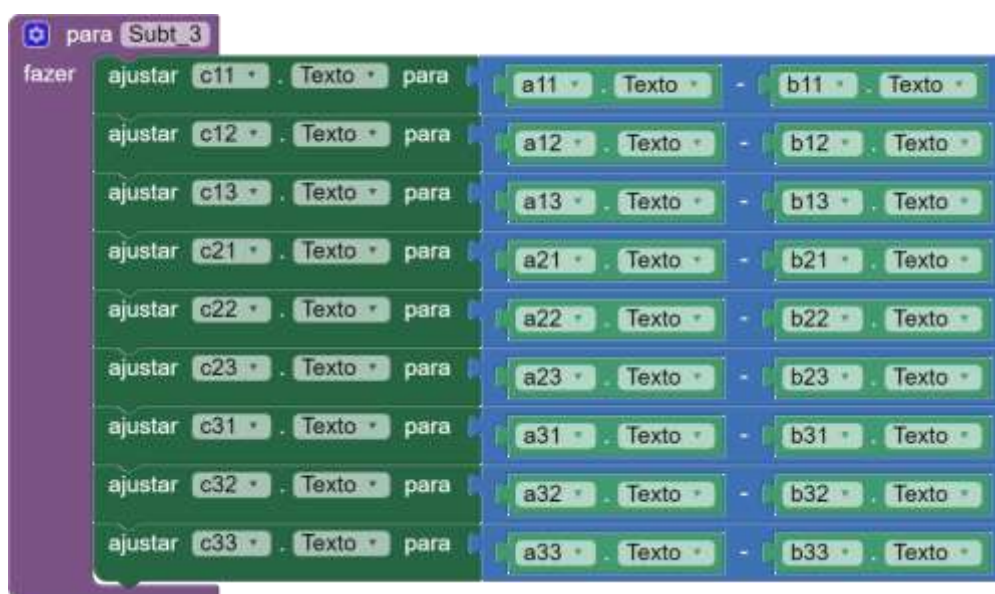 para Subt_3
fazer ajustar c11 . Texto para a11 . Texto - b11 . Texto
ajustar c12 . Texto para a12 . Texto - b12 . Texto
ajustar c13 . Texto para a13 . Texto - b13 . Texto
ajustar c21 . Texto para a21 . Texto - b21 . Texto
ajustar c22 . Texto para a22 . Texto - b22 . Texto
ajustar c23 . Texto para a23 . Texto - b23 . Texto
ajustar c31 . Texto para a31 . Texto - b31 . Texto
ajustar c32 . Texto para a32 . Texto - b32 . Texto
ajustar c33 . Texto para a33 . Texto - b33 . Texto